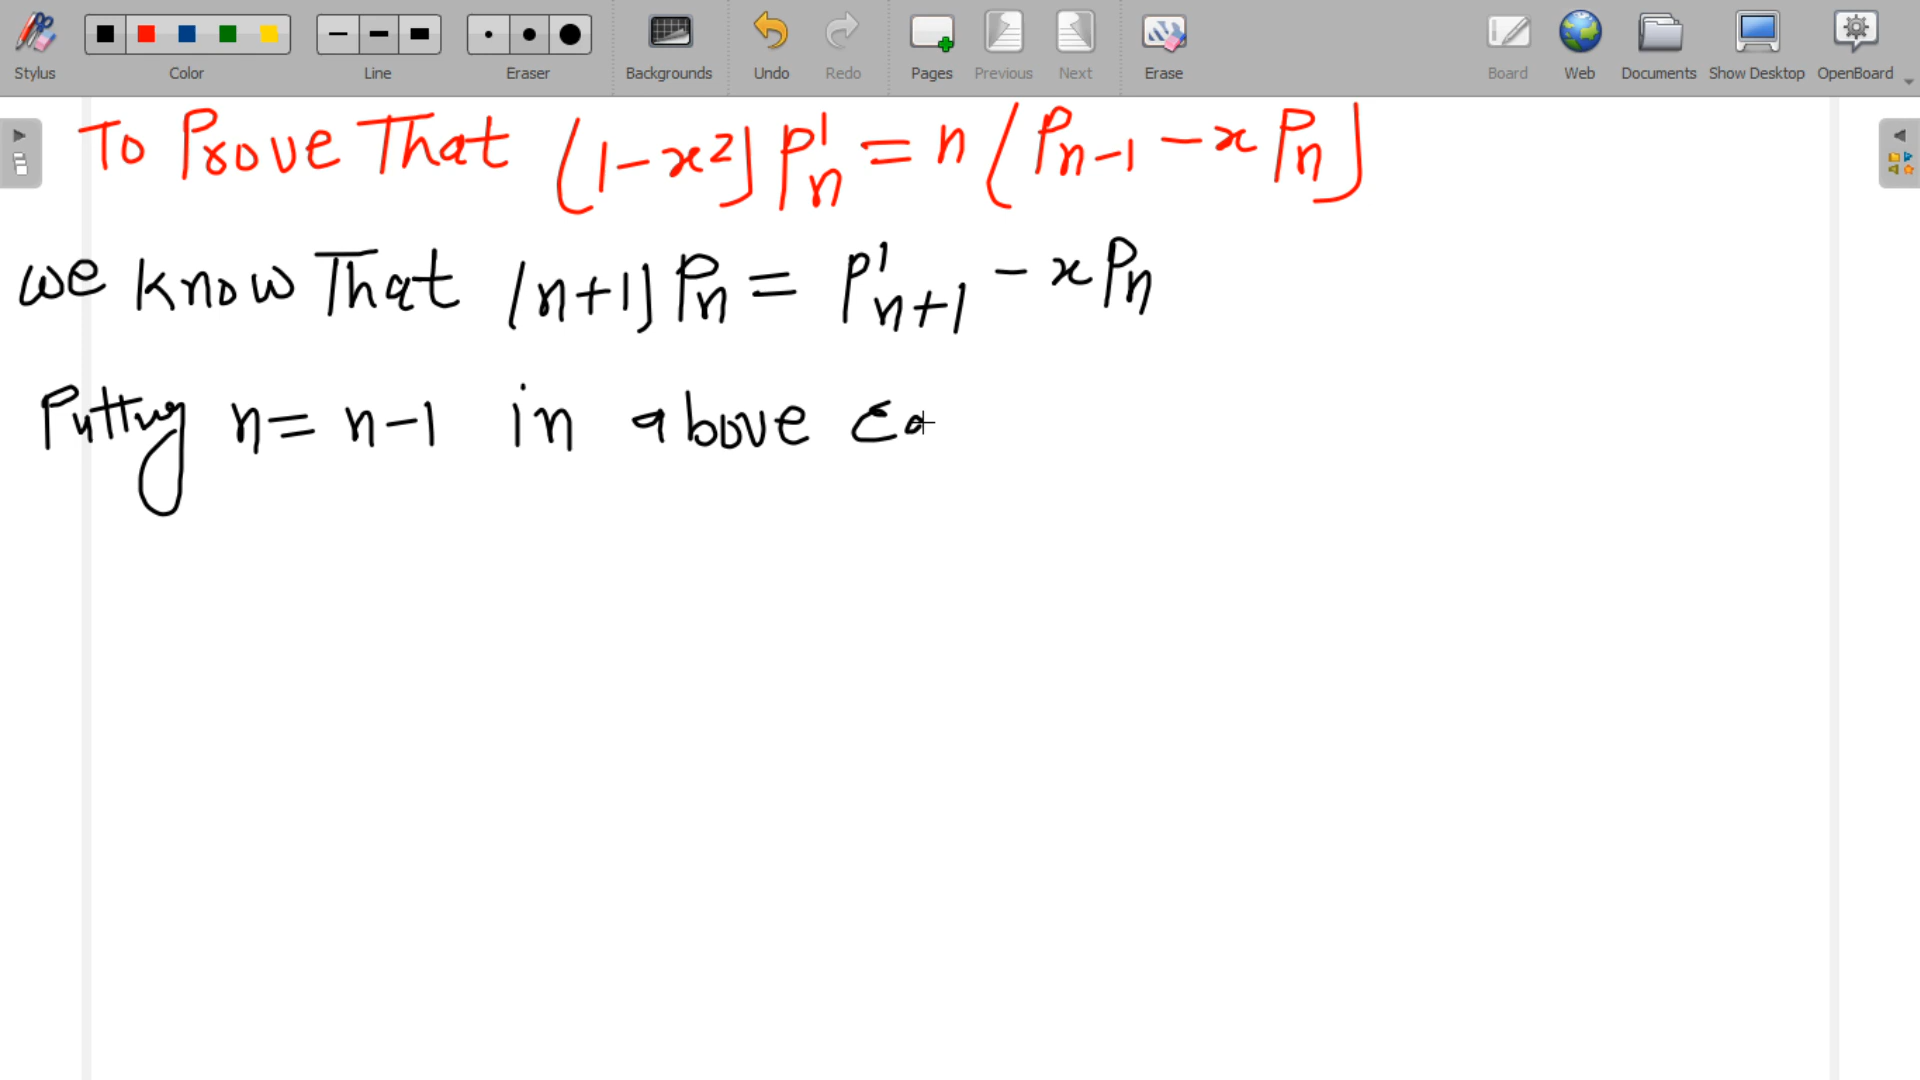 Stylus Color Line Eraser Backgrounds Undo Redo Pages Previous Next Erase Board Web Documents Show Desktop OpenBoard
To Prove That (1-x²) P'ₙ = n (Pₙ₋₁ - x Pₙ)
we know That (n+1) Pₙ = P'ₙ₊₁ - x Pₙ
Putting n = n-1 in above